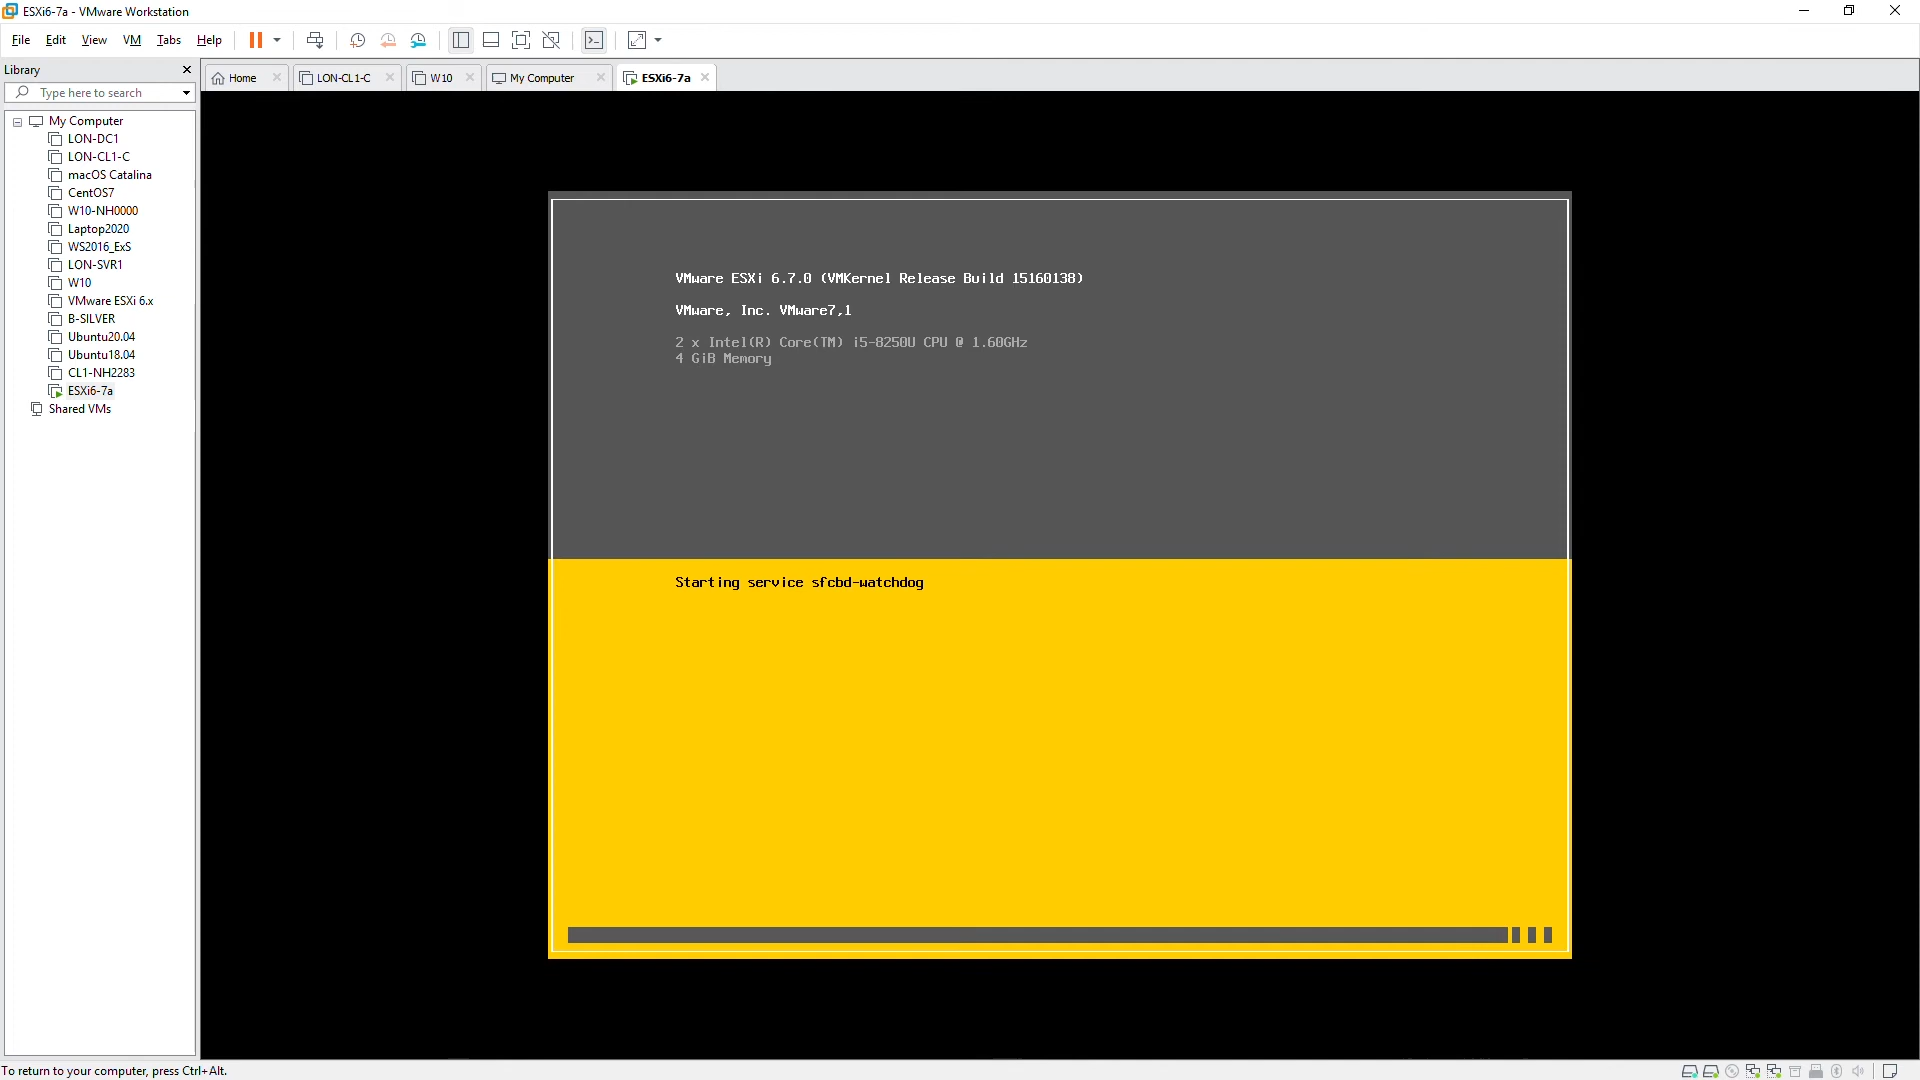 ESXi6-7a - VMware Workstation
File Edit View VM Tabs Help
Library
Type here to search
Home
LON-CL1-C
W10
My Computer
ESXi6-7a
My Computer
LON-DC1
LON-CL1-C
macOS Catalina
CentOS7
W10-NH0000
Laptop2020
WS2016_ExS
LON-SVR1
W10
VMware ESXi 6.x
B-SILVER
Ubuntu20.04
Ubuntu18.04
CL1-NH2283
ESXi6-7a
Shared VMs
VMware ESXi 6.7.0 (VMKernel Release Build 15160138)
VMware, Inc. VMware7,1
2 x Intel(R) Core(TM) i5-8250U CPU @ 1.60GHz
4 GiB Memory
Starting service sfcbd-watchdog
To return to your computer, press Ctrl+Alt.